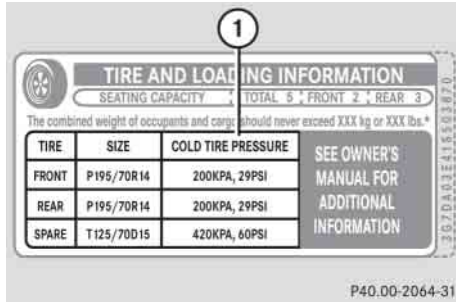 1
TIRE AND LOADING INFORMATION
SEATING CAPACITY TOTAL 5 FRONT 2 REAR 3
The combined weight of occupants and cargo should never exceed XXX kg or XXX lbs.*
TIRE SIZE COLD TIRE PRESSURE
FRONT P195/70R14 200KPA, 29PSI
REAR P195/70R14 200KPA, 29PSI
SPARE T125/70D15 420KPA, 60PSI
SEE OWNER'S
MANUAL FOR
ADDITIONAL
INFORMATION
3G7DA03E41S503870
P40.00-2064-31